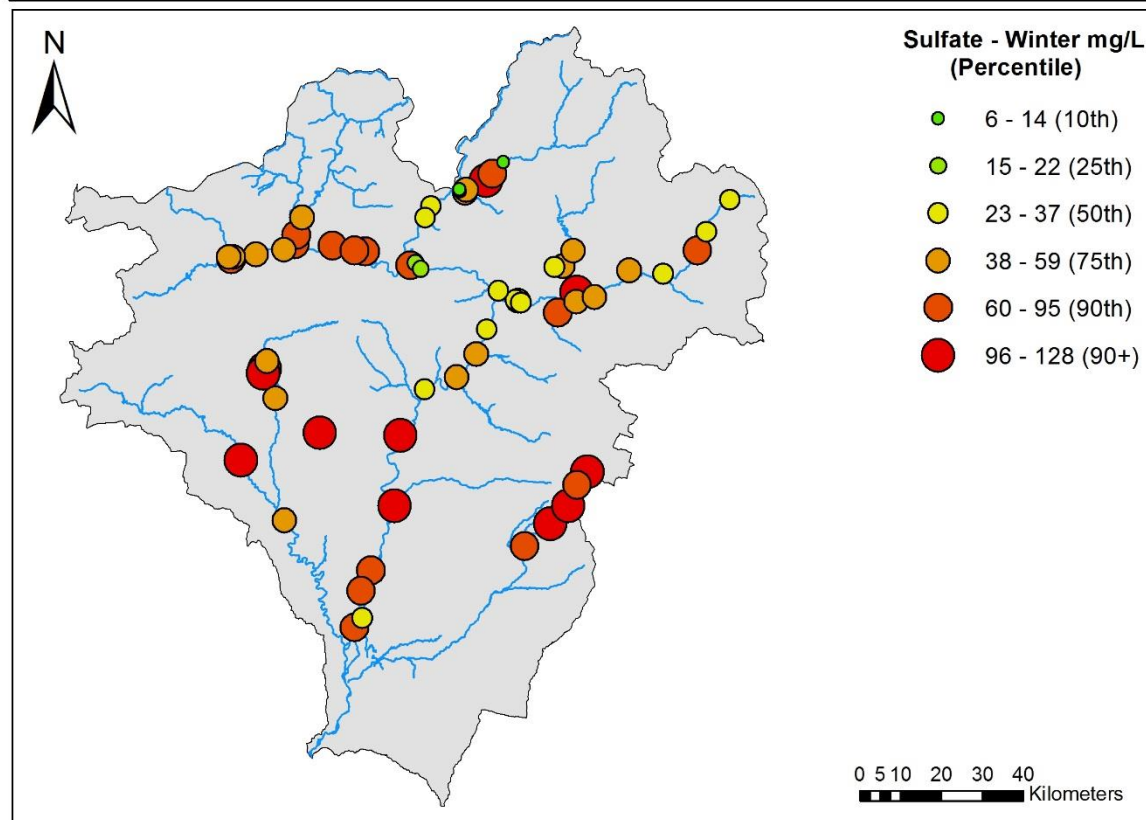 N
Sulfate - Winter mg/L
(Percentile)
6 - 14 (10th)
15 - 22 (25th)
23 - 37 (50th)
38 - 59 (75th)
60 - 95 (90th)
96 - 128 (90+)
0 5 10 20 30 40
Kilometers